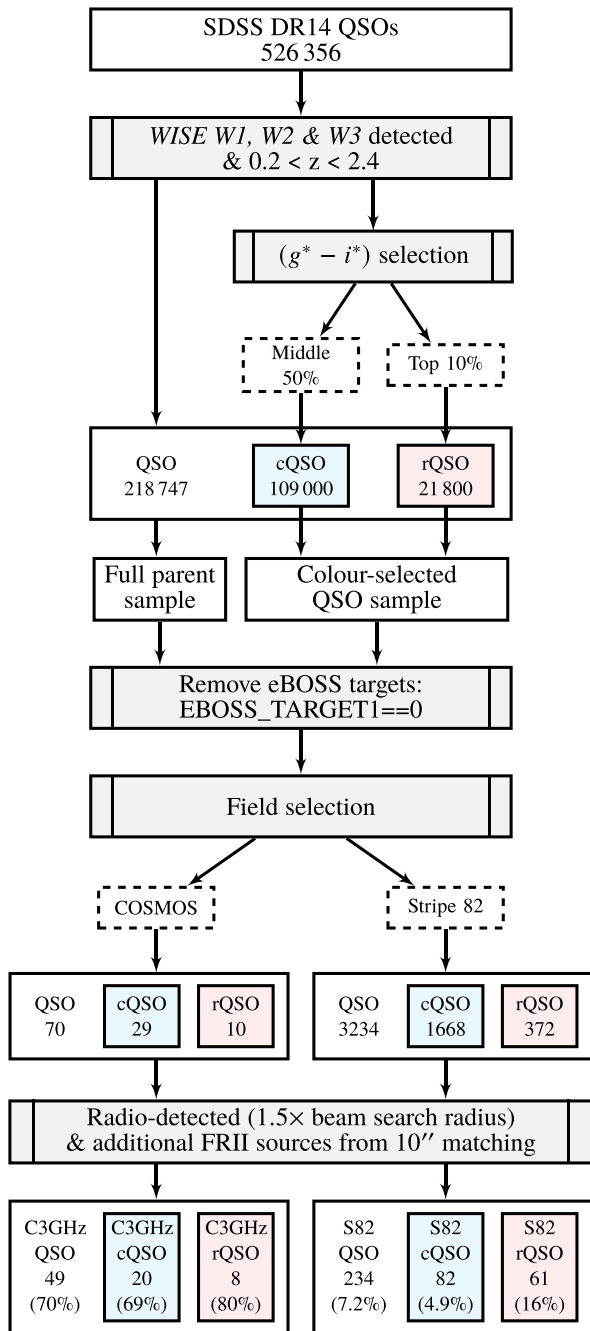 SDSS DR14 QSOs
526 356
WISE W1, W2 & W3 detected
& 0.2 < z < 2.4
(g* − i*) selection
Middle
50%
Top 10%
QSO
218 747
cQSO
109 000
rQSO
21 800
Full parent
sample
Colour-selected
QSO sample
Remove eBOSS targets:
EBOSS_TARGET1==0
Field selection
COSMOS
Stripe 82
QSO
70
cQSO
29
rQSO
10
QSO
3234
cQSO
1668
rQSO
372
Radio-detected (1.5× beam search radius)
& additional FRII sources from 10′′ matching
C3GHz
QSO
49
(70%)
C3GHz
cQSO
20
(69%)
C3GHz
rQSO
8
(80%)
S82
QSO
234
(7.2%)
S82
cQSO
82
(4.9%)
S82
rQSO
61
(16%)